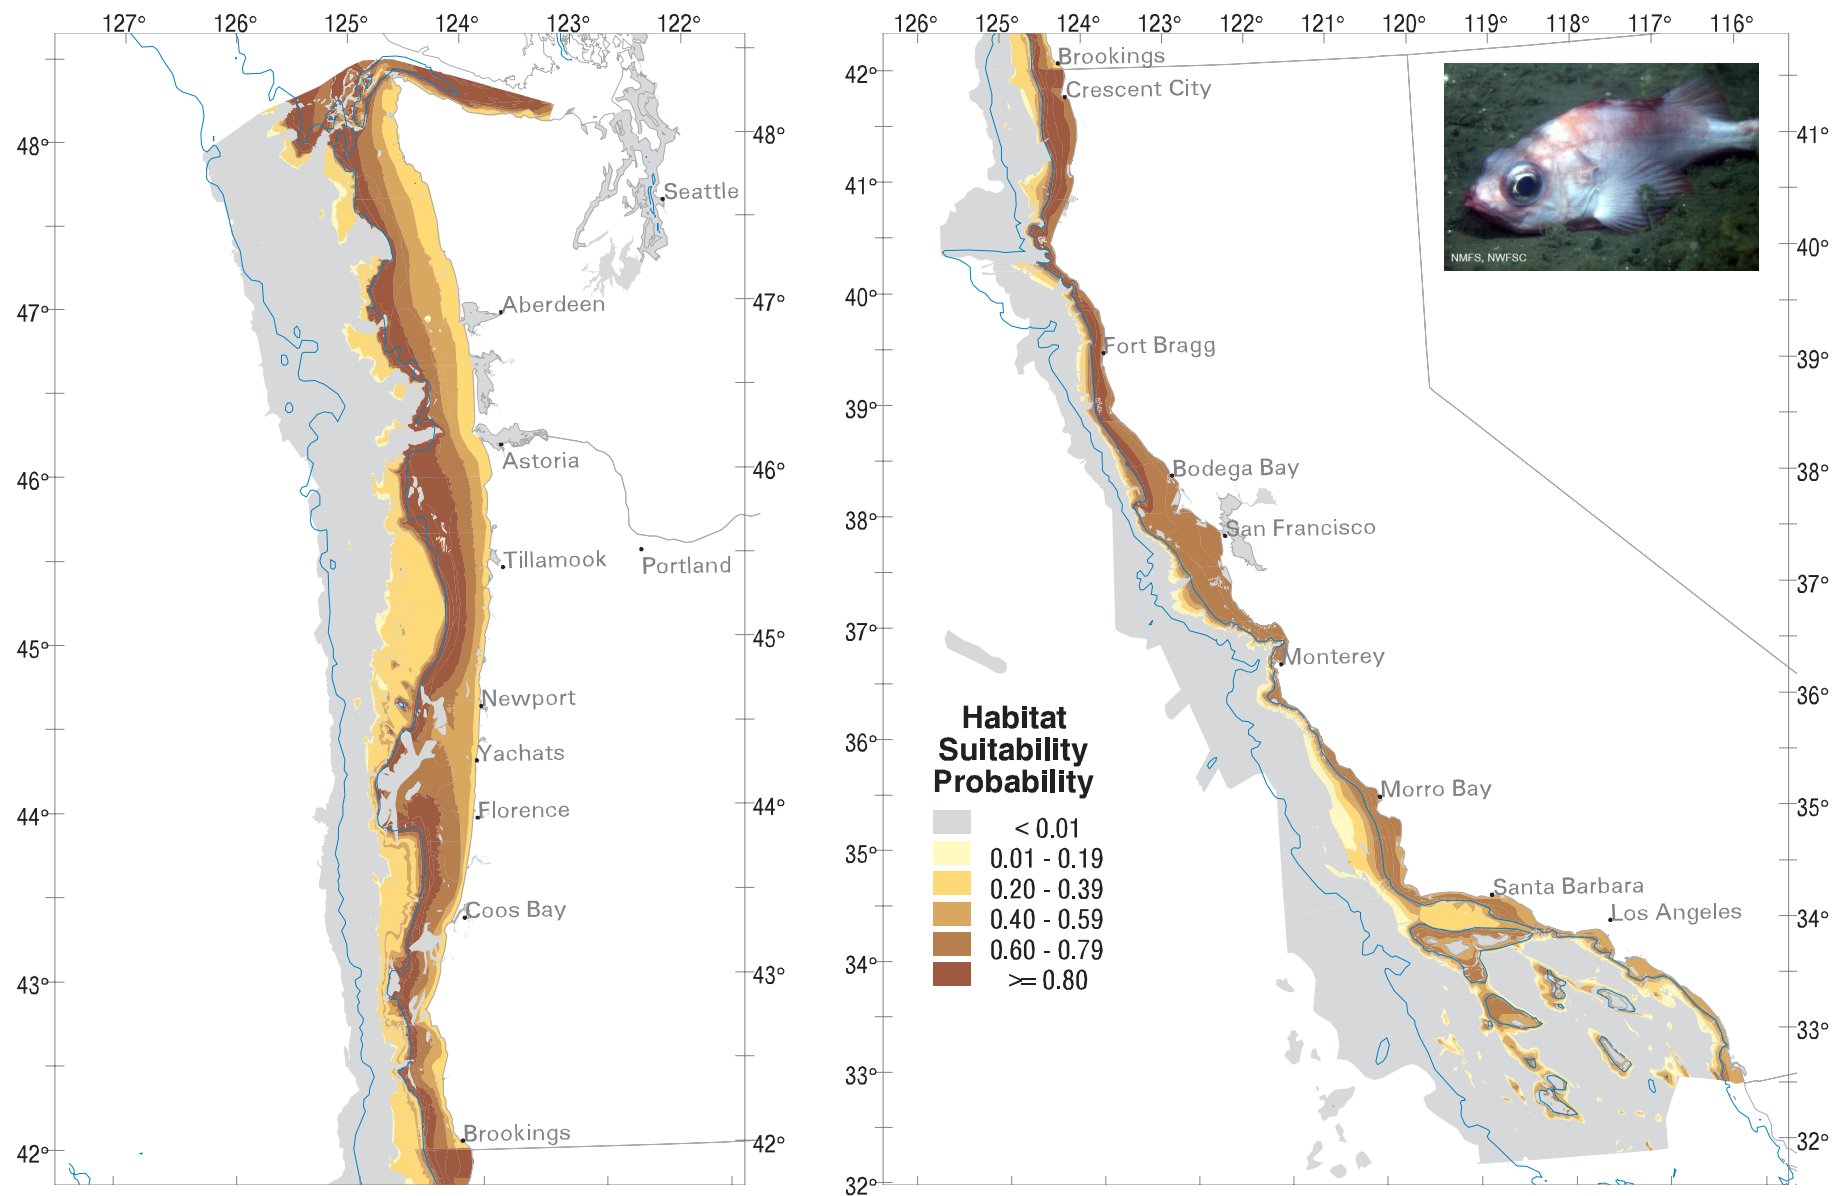 127° 126° 125° 124° 123° 122°
48° 48°
Seattle
47° 47°
Aberdeen
46° 46°
Astoria
Tillamook
Portland
45° 45°
Newport
Yachats
44° 44°
Florence
Coos Bay
43° 43°
Brookings
42° 42°
126° 125° 124° 123° 122° 121° 120° 119° 118° 117° 116°
Brookings
42°
Crescent City
41°
41°
40°
40°
Fort Bragg
39°
39°
Bodega Bay
38°
San Francisco
38°
37°
37°
Monterey
36°
36°
Morro Bay
35°
35°
Santa Barbara
Los Angeles
34°
34°
33°
33°
32°
32°
NMFS, NWFSC
Habitat
Suitability
Probability
< 0.01
0.01 - 0.19
0.20 - 0.39
0.40 - 0.59
0.60 - 0.79
>= 0.80